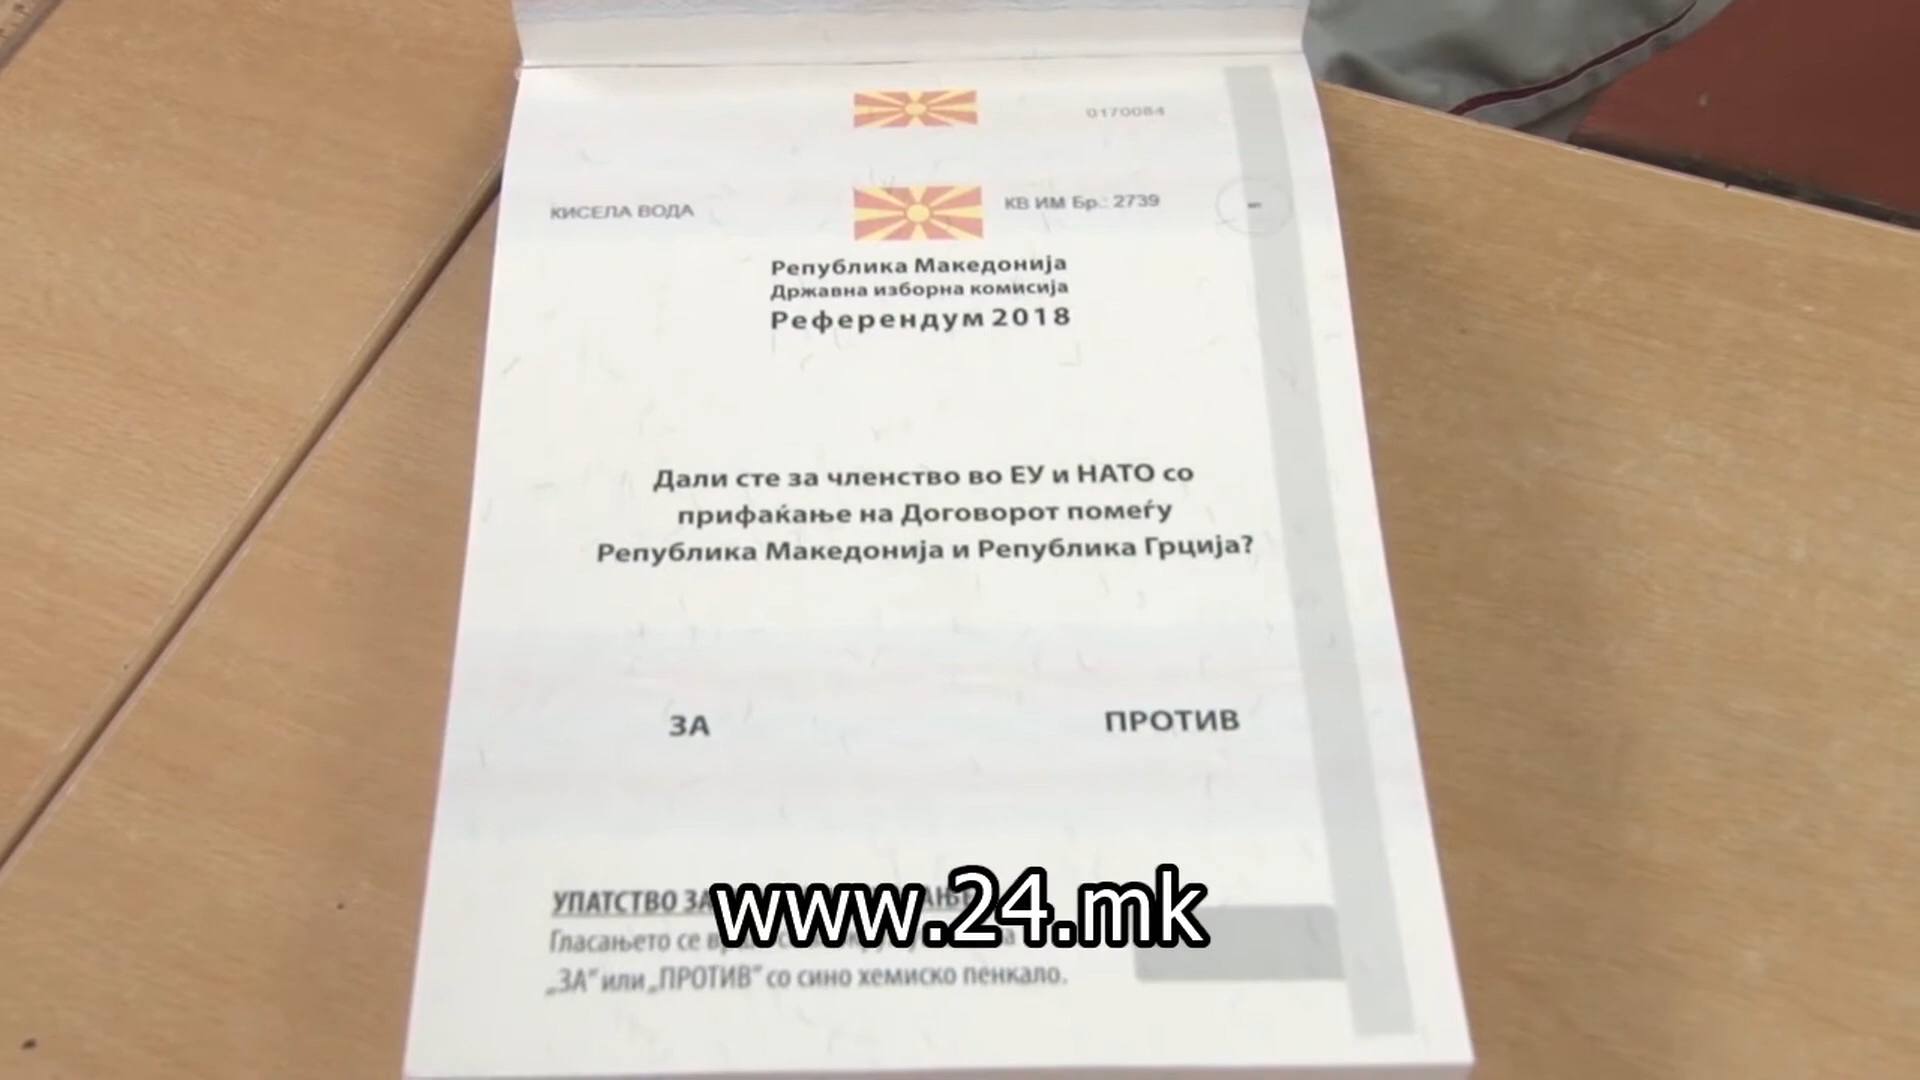 0170084
КИСЕЛА ВОДА
КВ ИМ Бр.: 2739
Република Македонија
Државна изборна комисија
Референдум 2018
Дали сте за членство во ЕУ и НАТО со
прифаќање на Договорот помеѓу
Република Македонија и Република Грција?
ЗА
ПРОТИВ
УПАТСТВО ЗА
www.24.mk
Гласањето се
„ЗА“ или „ПРОТИВ“ со сино хемиско пенкало.